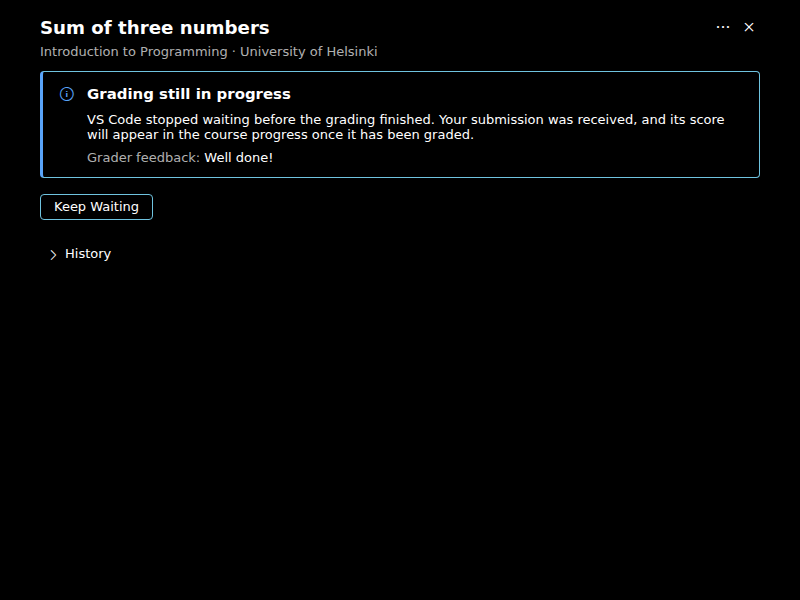 Sum of three numbers
Introduction to Programming · University of Helsinki
Grading still in progress
VS Code stopped waiting before the grading finished. Your submission was received, and its score
will appear in the course progress once it has been graded.
Grader feedback: Well done!
Keep Waiting
History